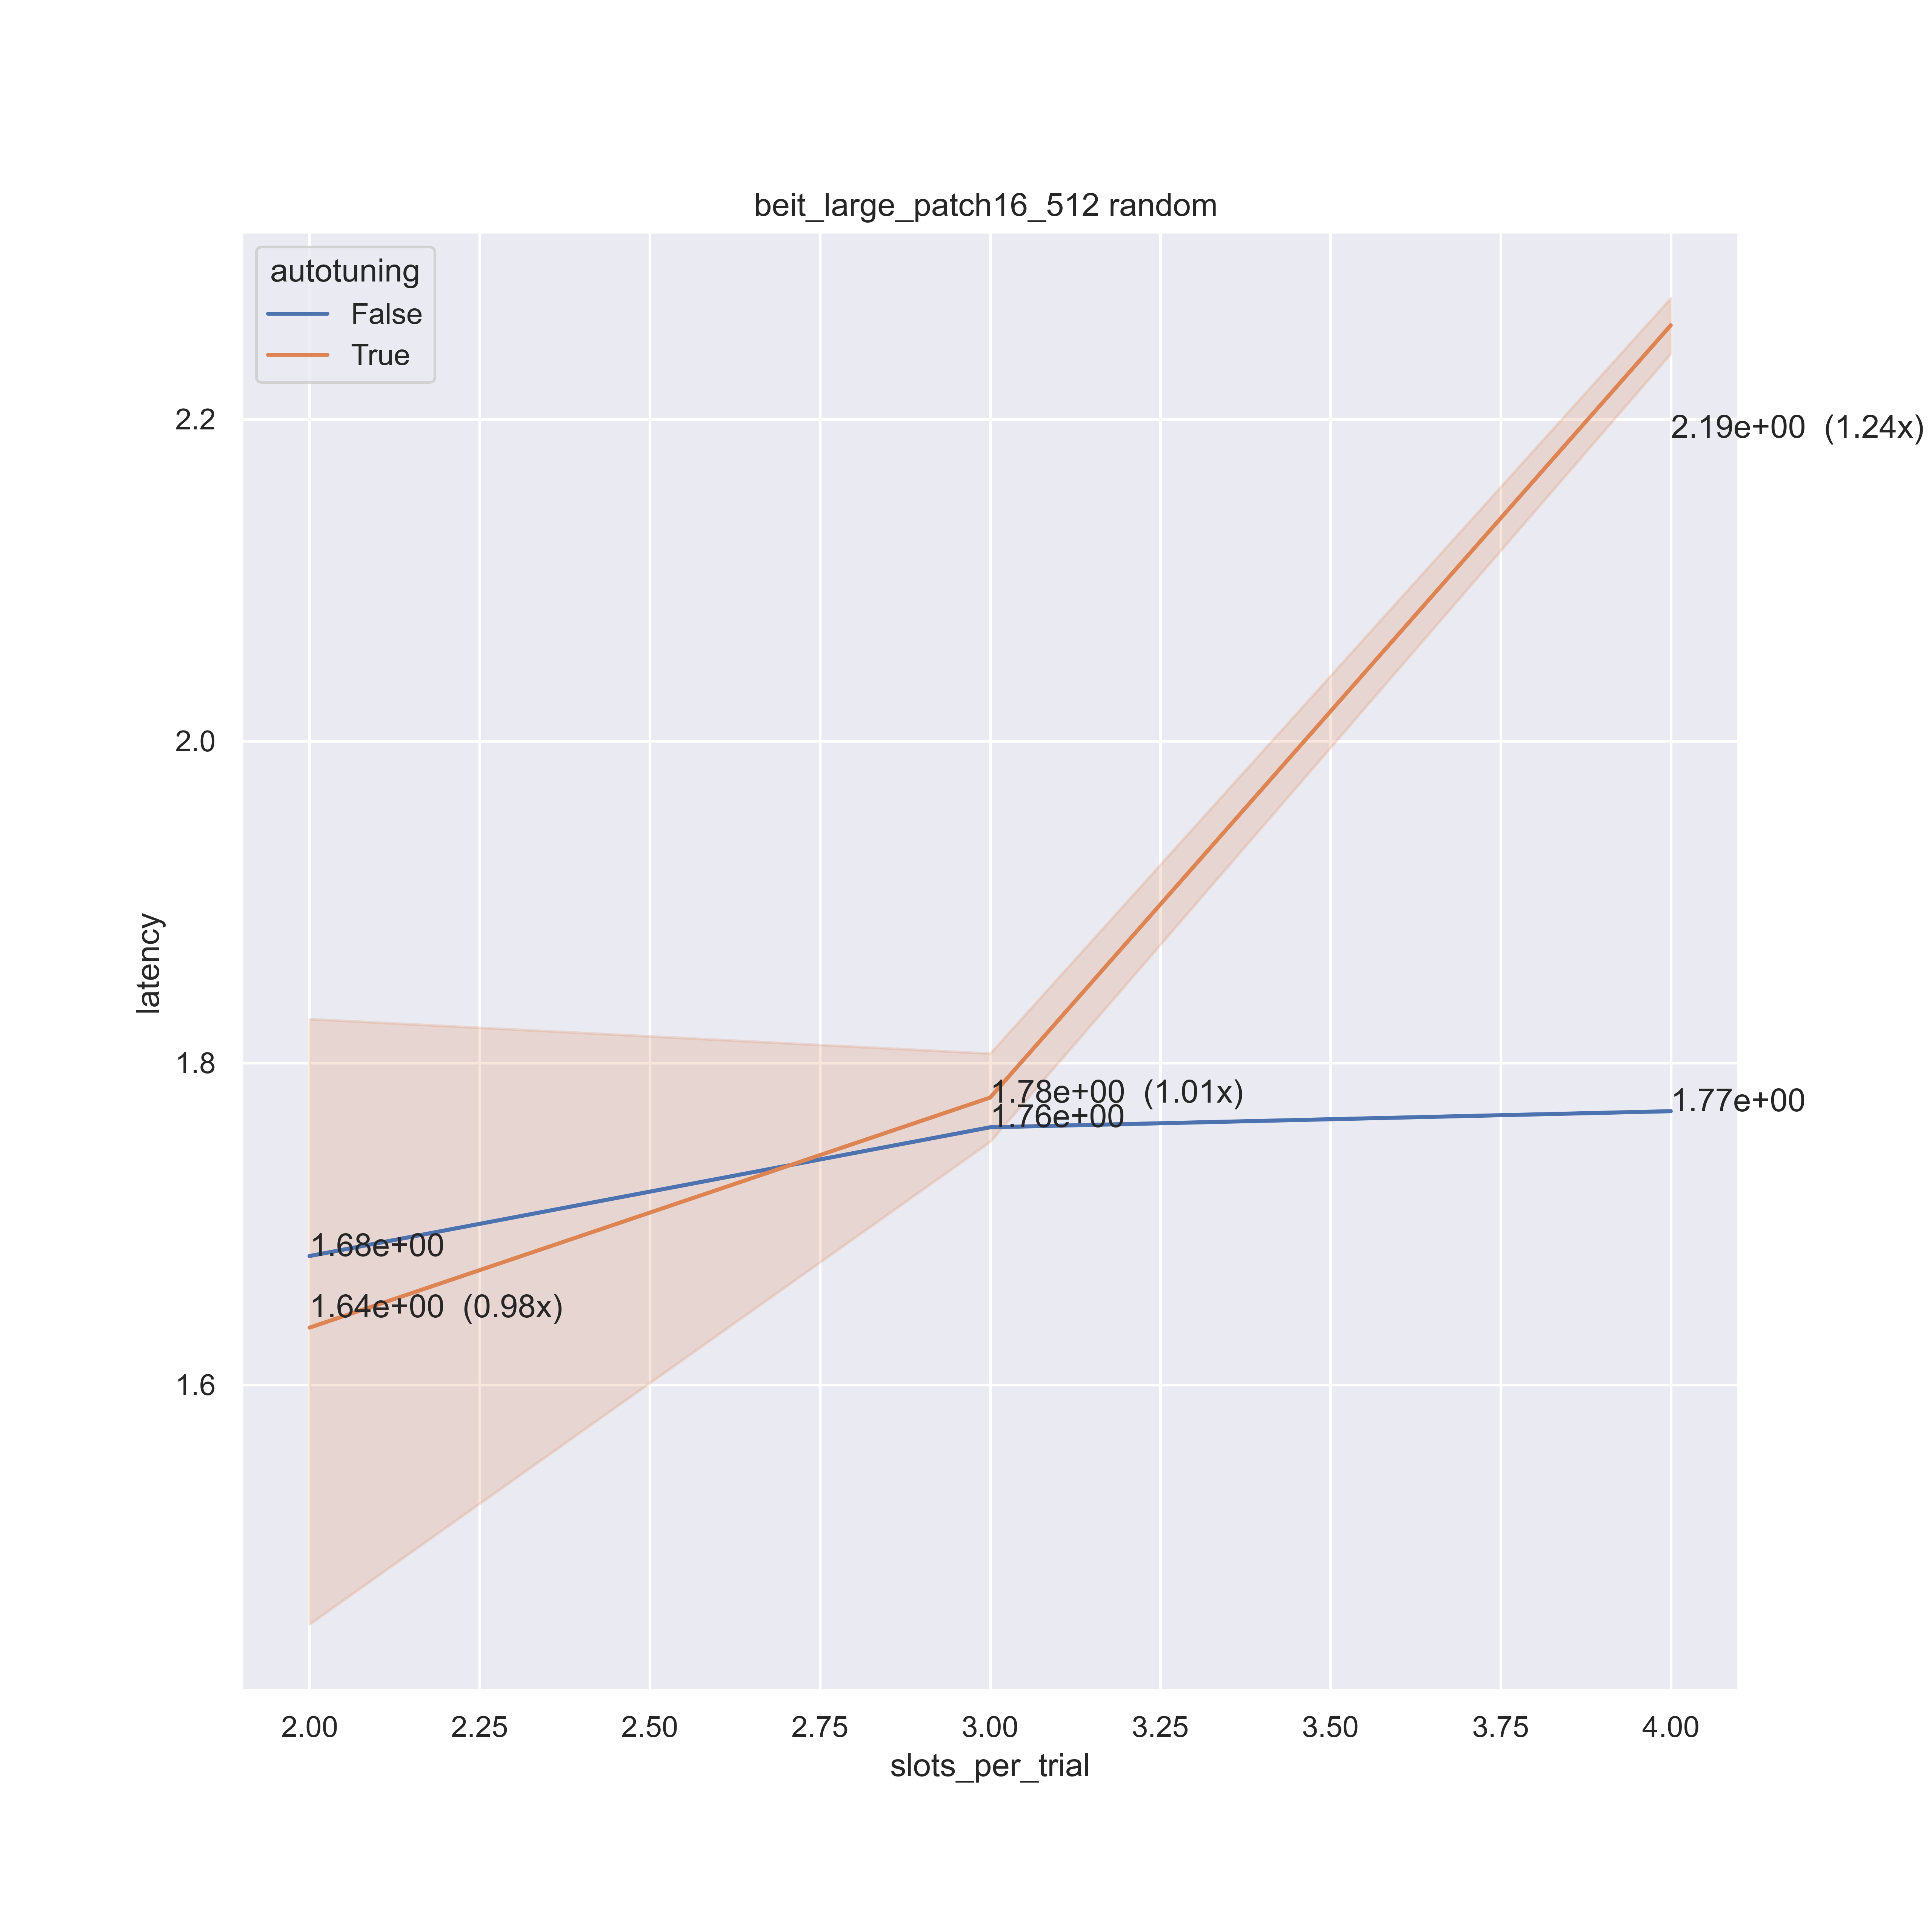 beit_large_patch16_512 random
autotuning
False
True
2.2
2.0
1.8
1.6
latency
2.19e+00 (1.24x)
1.78e+00 (1.01x)
1.76e+00
1.77e+00
1.68e+00
1.64e+00 (0.98x)
2.00 2.25 2.50 2.75 3.00 3.25 3.50 3.75 4.00
slots_per_trial